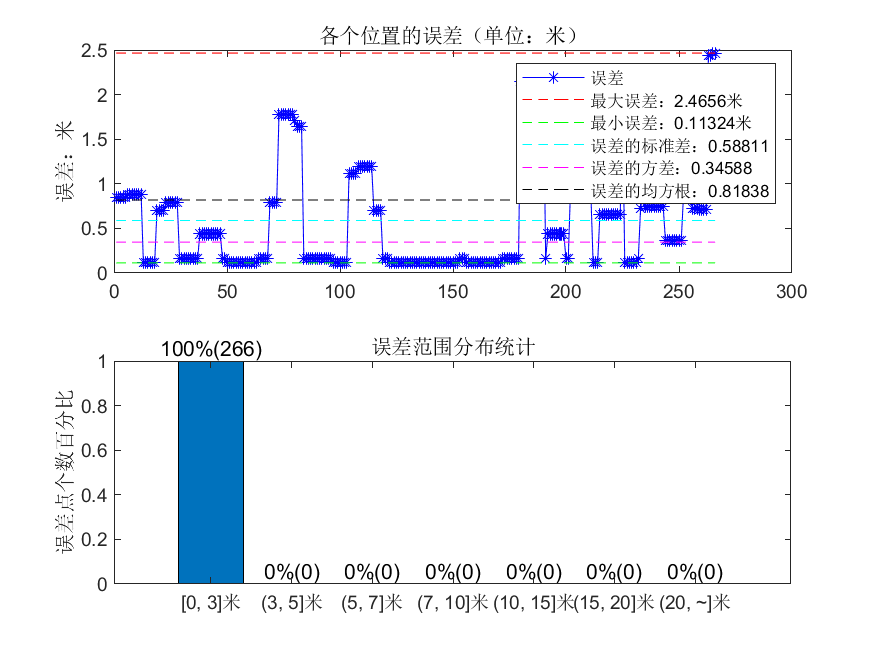 各个位置的误差（单位：米）
误差：米
2.5
2
1.5
1
0.5
0
误差
最大误差：2.4656米
最小误差：0.11324米
误差的标准差：0.58811
误差的方差：0.34588
误差的均方根：0.81838
0 50 100 150 200 250 300
误差范围分布统计
误差点个数百分比
1
0.8
0.6
0.4
0.2
0
100%(266) 0%(0) 0%(0) 0%(0) 0%(0) 0%(0) 0%(0)
[0, 3]米 (3, 5]米 (5, 7]米 (7, 10]米 (10, 15]米 (15, 20]米 (20, ~]米